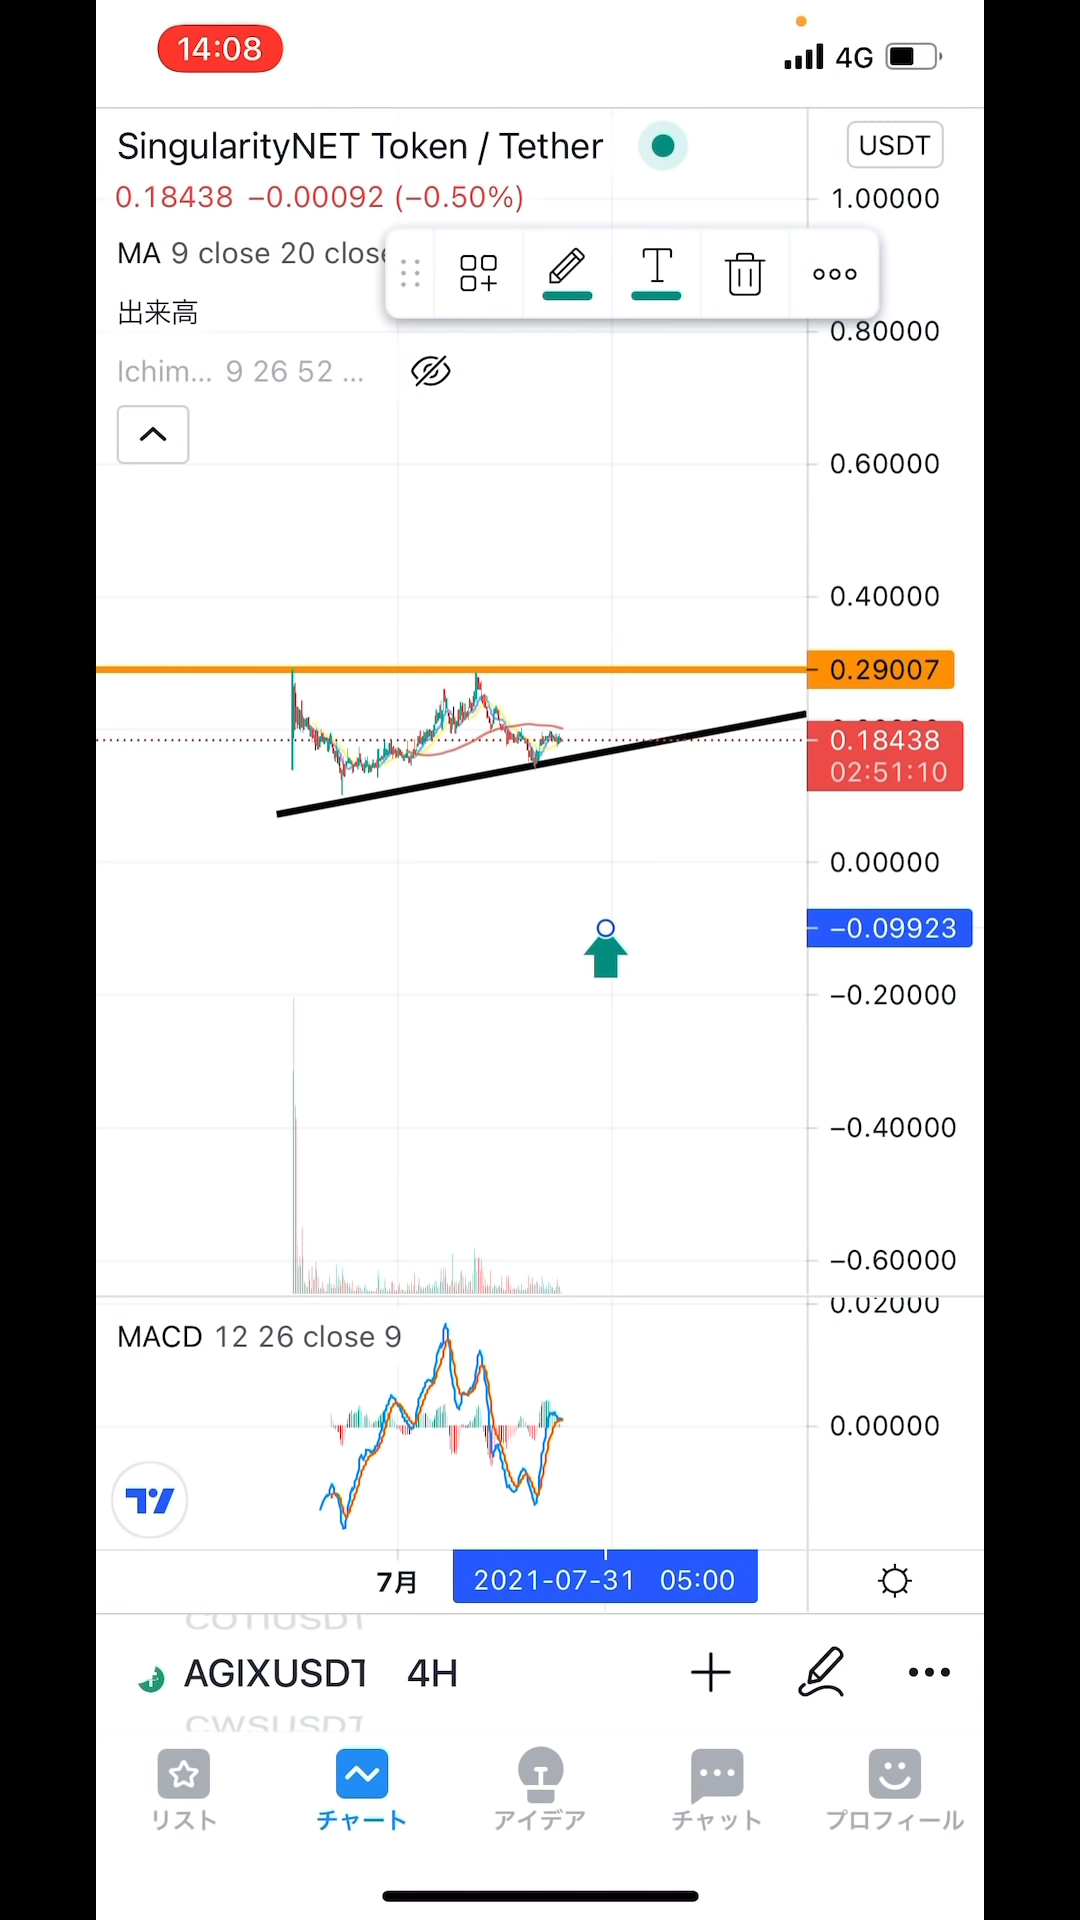 14:08
4G
SingularityNET Token / Tether
USDT
0.18438 −0.00092 (−0.50%)
1.00000
MA 9 close 20 close
出来高
0.80000
Ichim... 9 26 52 ...
0.60000
0.40000
0.29007
0.18438
02:51:10
0.00000
−0.09923
−0.20000
−0.40000
−0.60000
0.02000
MACD 12 26 close 9
0.00000
7月
2021-07-31 05:00
COTIUSDT
AGIXUSDT 4H
CWSUSDT
リスト
チャート
アイデア
チャット
プロフィール